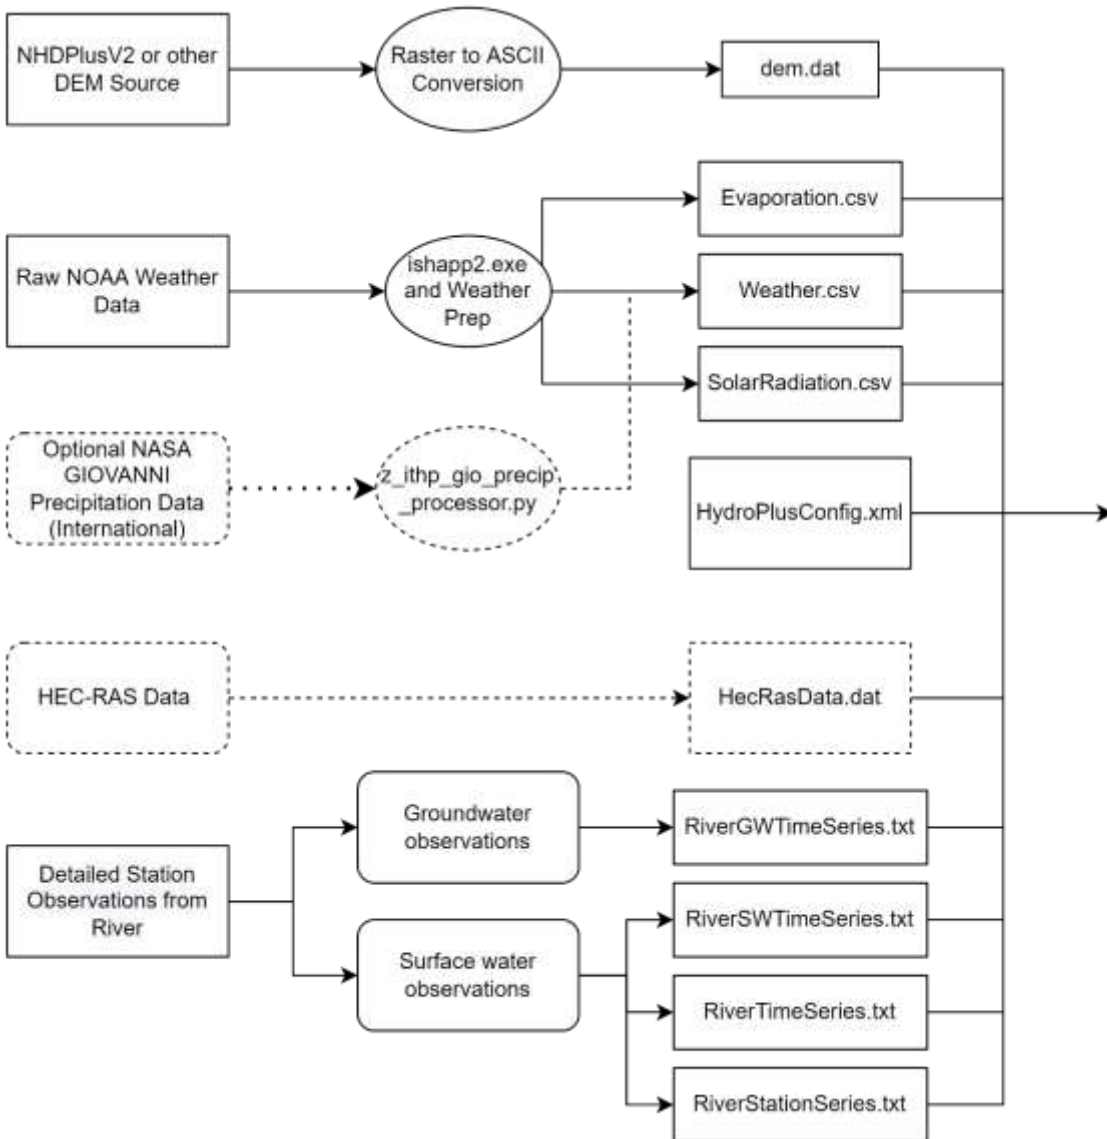 NHDPlusV2 or other
DEM Source
Raster to ASCII
Conversion
dem.dat
Evaporation.csv
Raw NOAA Weather
Data
ishapp2.exe
and Weather
Prep
Weather.csv
SolarRadiation.csv
Optional NASA
GIOVANNI
Precipitation Data
(International)
z_ithp_gio_precip
_processor.py
HydroPlusConfig.xml
HEC-RAS Data
HecRasData.dat
Groundwater
observations
RiverGWTimeSeries.txt
Detailed Station
Observations from
River
RiverSWTimeSeries.txt
Surface water
observations
RiverTimeSeries.txt
RiverStationSeries.txt